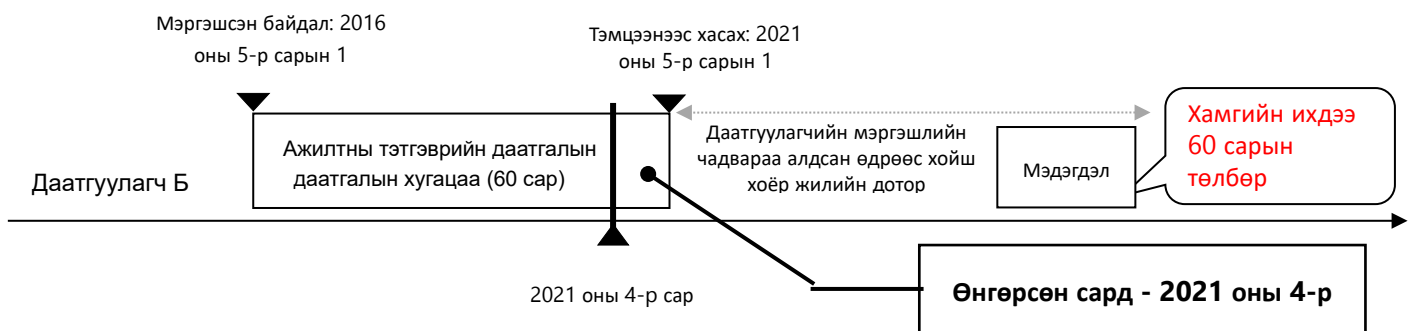 Мэргэшсэн байдал: 2016
оны 5-р сарын 1
Тэмцээнээс хасах: 2021
оны 5-р сарын 1
Даатгуулагч Б
Ажилтны тэтгэврийн даатгалын
даатгалын хугацаа (60 сар)
Даатгуулагчийн мэргэшлийн
чадвараа алдсан өдрөөс хойш
хоёр жилийн дотор
Мэдэгдэл
Хамгийн ихдээ
60 сарын
төлбөр
2021 оны 4-р сар
Өнгөрсөн сард - 2021 оны 4-р